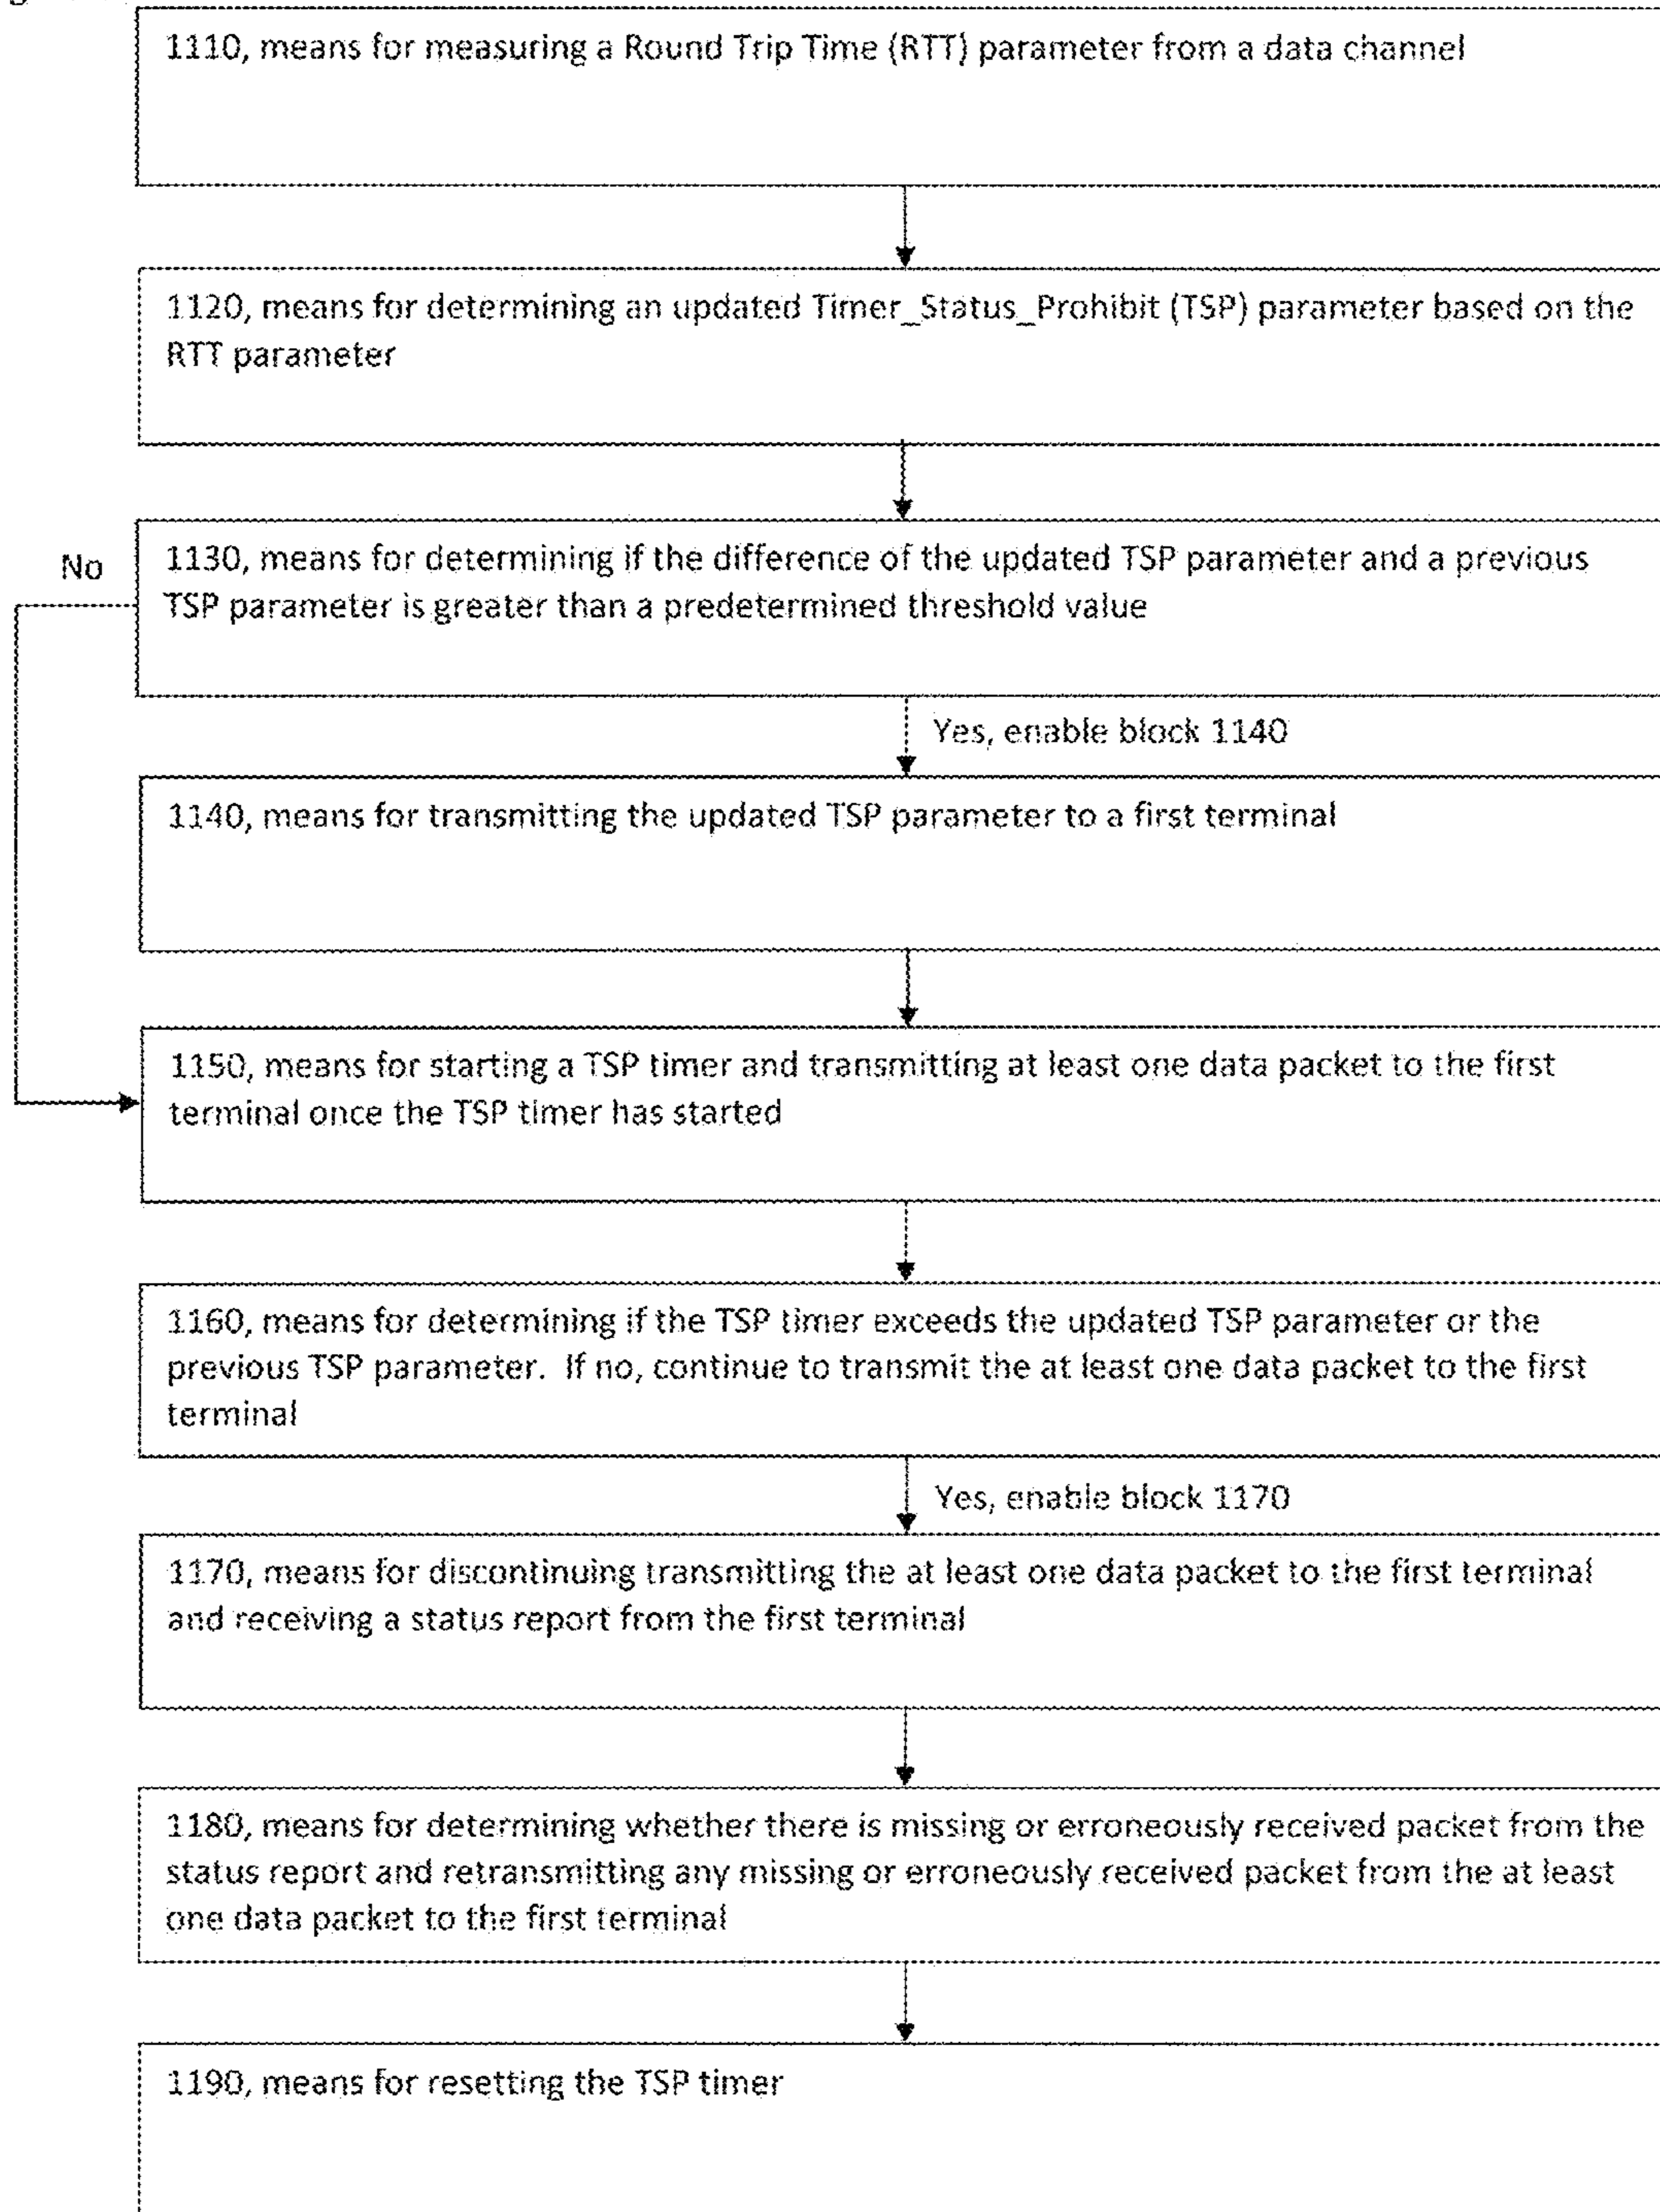 1110, means for measuring a Round Trip Time (RTT) parameter from a data channel
1120, means for determining an updated Timer_Status_Prohibit (TSP) parameter based on the
RTT parameter
No
1130, means for determining if the difference of the updated TSP parameter and a previous
TSP parameter is greater than a predetermined threshold value
Yes, enable block 1140
1140, means for transmitting the updated TSP parameter to a first terminal
1150, means for starting a TSP timer and transmitting at least one data packet to the first
terminal once the TSP timer has started
1160, means for determining if the TSP timer exceeds the updated TSP parameter or the
previous TSP parameter. If no, continue to transmit the at least one data packet to the first
terminal
Yes, enable block 1170
1170, means for discontinuing transmitting the at least one data packet to the first terminal
and receiving a status report from the first terminal
1180, means for determining whether there is missing or erroneously received packet from the
status report and retransmitting any missing or erroneously received packet from the at least
one data packet to the first terminal
1190, means for resetting the TSP timer